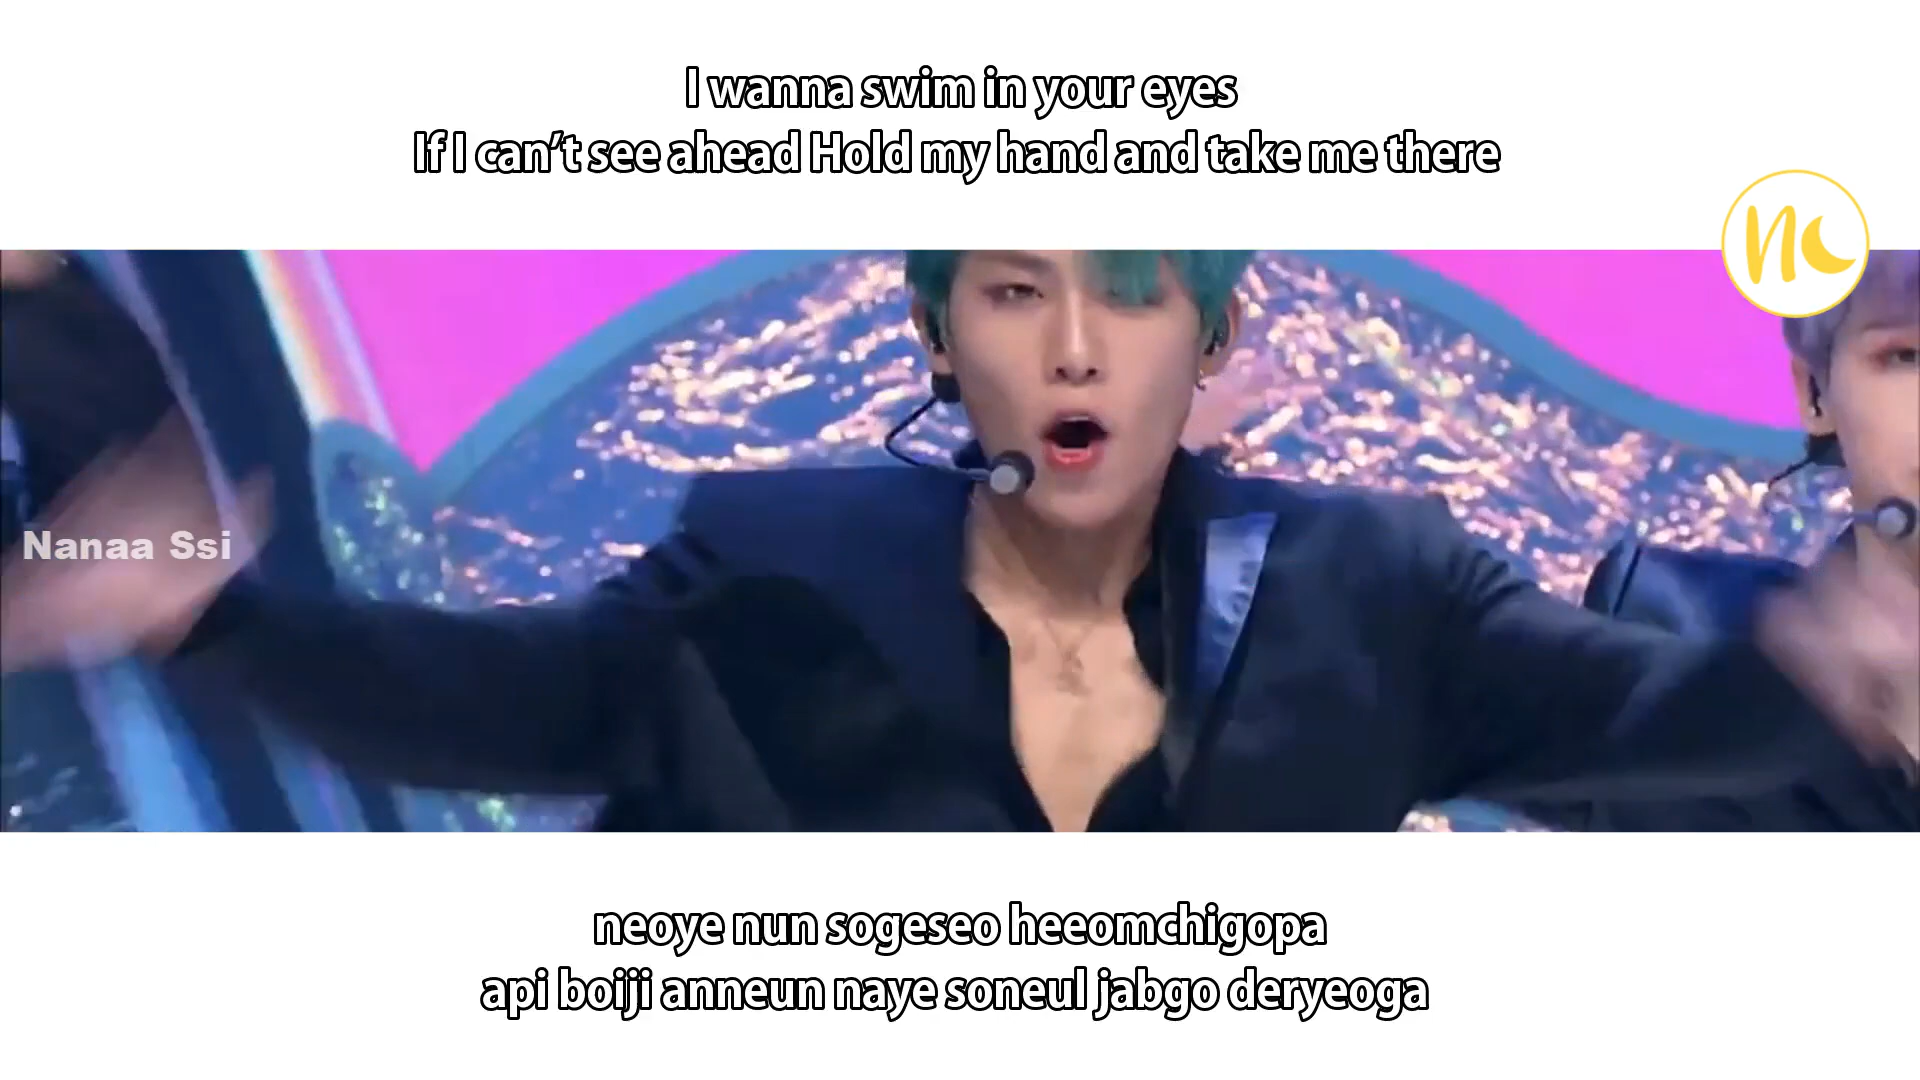 I wanna swim in your eyes
If I can't see ahead Hold my hand and take me there
nc
Nanaa Ssi
neoye nun sogeseo heeomchigopa
api boiji anneun naye soneul jabgo deryeoga